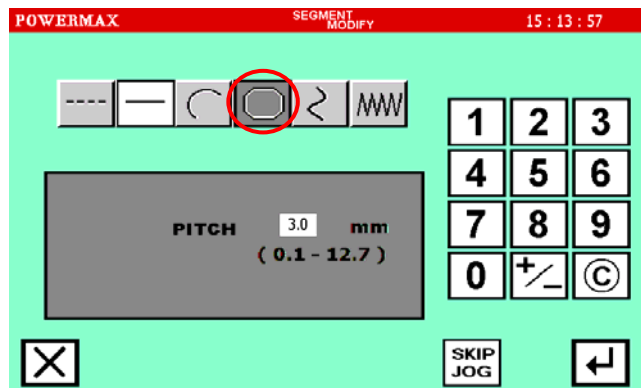 POWERMAX
SEGMENT
MODIFY
15 : 13 : 57
1 2 3
4 5 6
7 8 9
0 +/- ©
PITCH 3.0 mm
( 0.1 - 12.7 )
SKIP
JOG